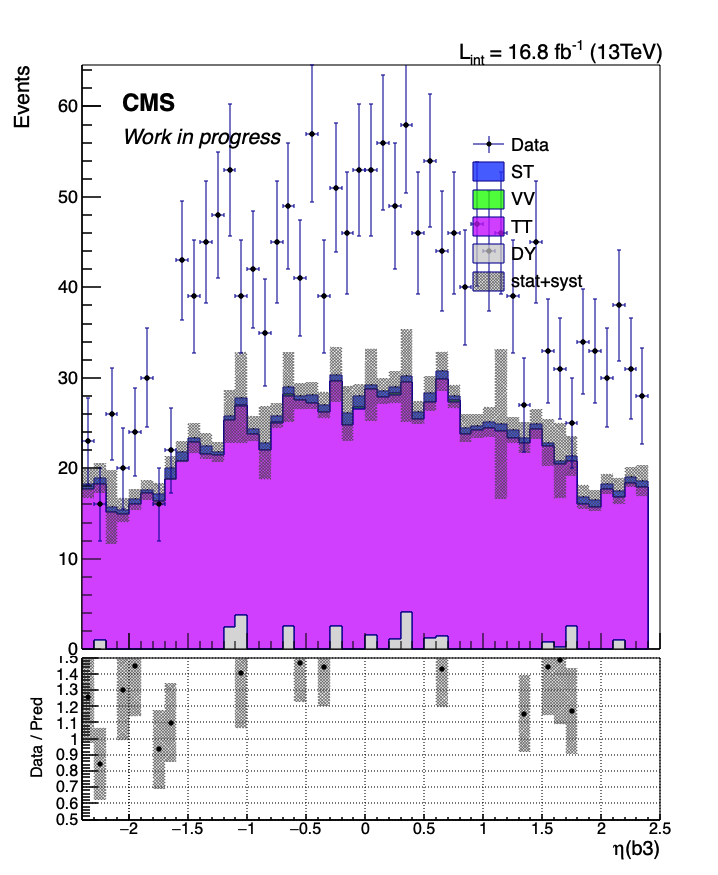 L_int = 16.8 fb⁻¹ (13TeV)
Events
CMS
Work in progress
Data
ST
VV
TT
DY
stat+syst
60
50
40
30
20
10
0
1.5
1.4
1.3
1.2
1.1
1
0.9
0.8
0.7
0.6
0.5
Data / Pred
−2 −1.5 −1 −0.5 0 0.5 1 1.5 2 2.5
η(b3)